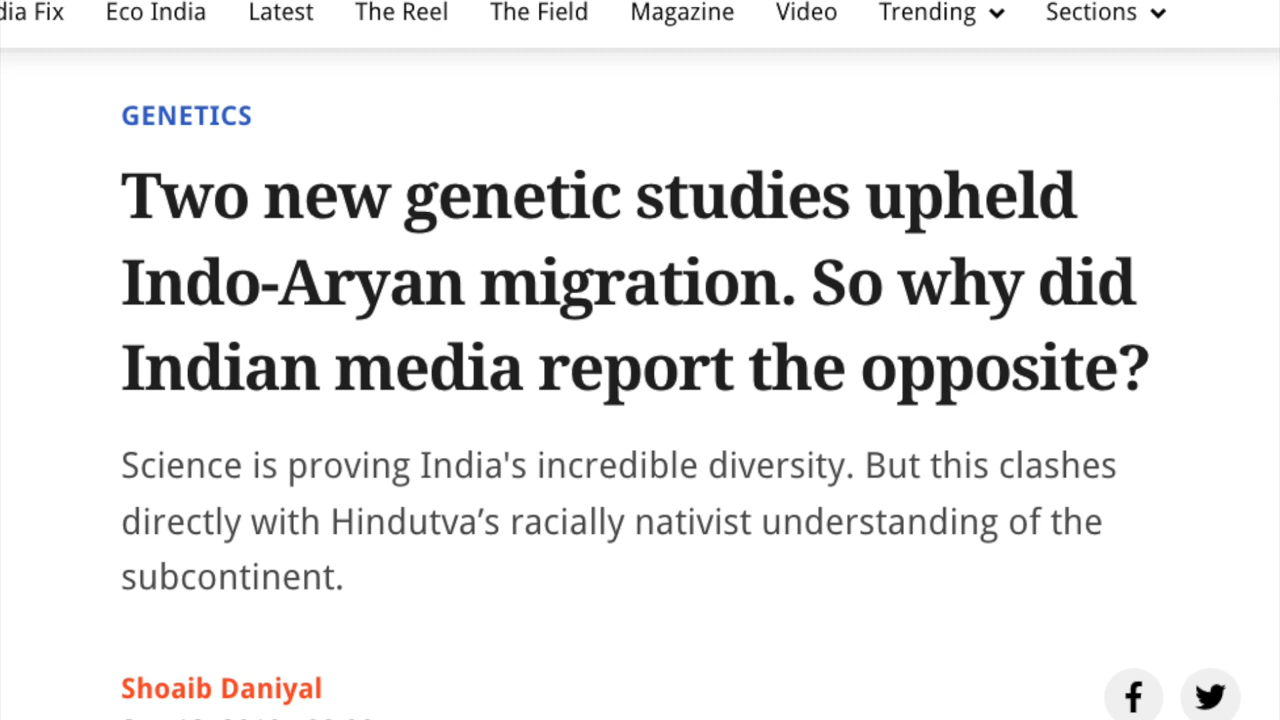 dia Fix Eco India Latest The Reel The Field Magazine Video Trending Sections
GENETICS
Two new genetic studies upheld
Indo-Aryan migration. So why did
Indian media report the opposite?
Science is proving India's incredible diversity. But this clashes
directly with Hindutva’s racially nativist understanding of the
subcontinent.
Shoaib Daniyal